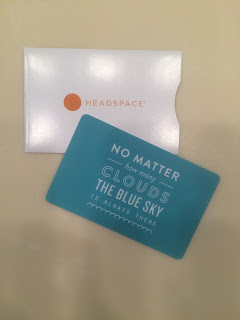 HEADSPACE
NO MATTER
how many
CLOUDS
THE BLUE SKY
IS ALWAYS THERE